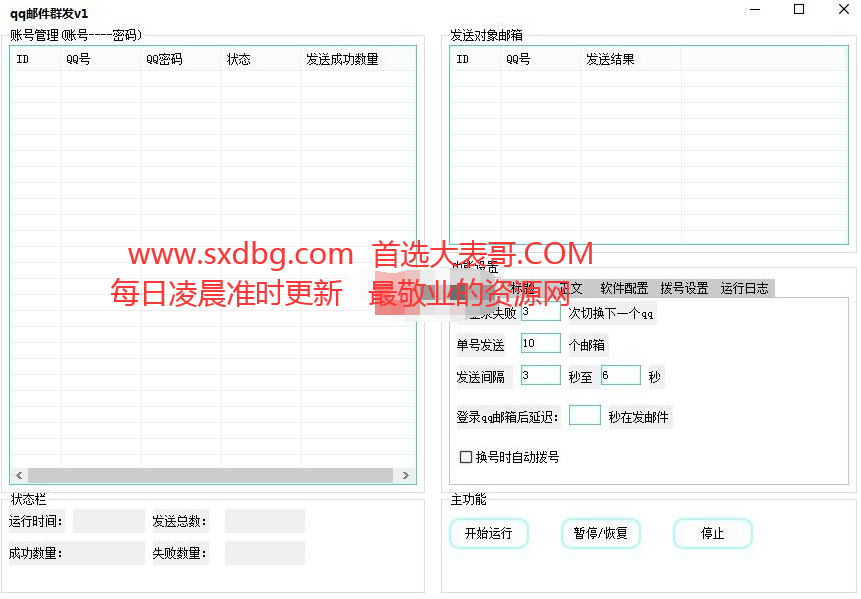 qq邮件群发v1
账号管理(账号----密码)
ID QQ号 QQ密码 状态 发送成功数量
发送对象邮箱
ID QQ号 发送结果
www.sxdbg.com 首选大表哥.COM
每日凌晨准时更新 最敬业的资源网
功能设置
标题 正文 软件配置 拨号设置 运行日志
登录失败 3 次切换下一个qq
单号发送 10 个邮箱
发送间隔 3 秒至 6 秒
登录qq邮箱后延迟: 秒在发邮件
换号时自动拨号
状态栏
运行时间: 发送总数:
成功数量: 失败数量:
主功能
开始运行 暂停/恢复 停止